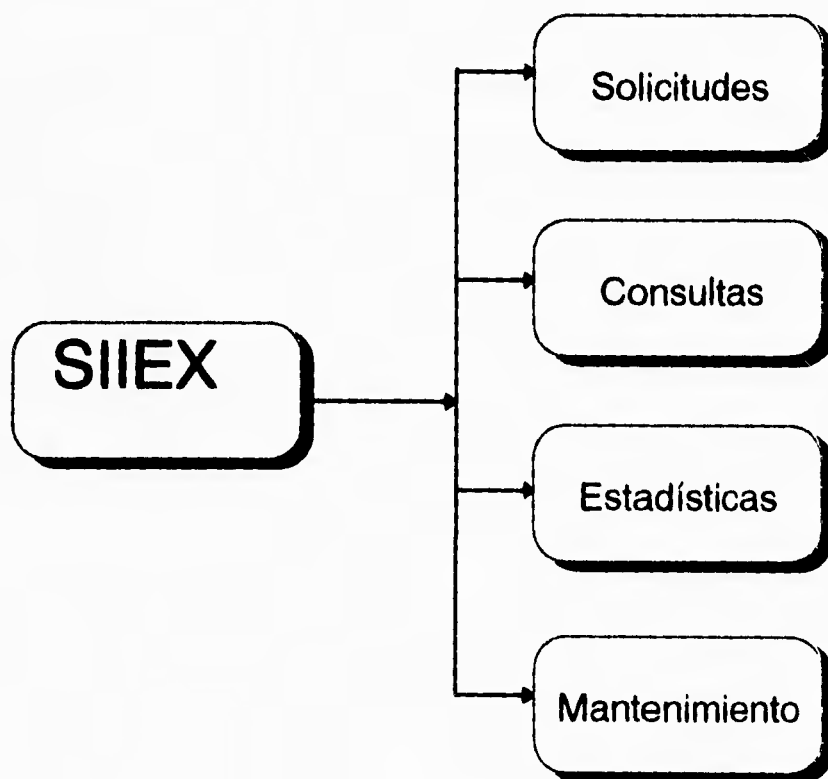 Solicitudes
Consultas
SIIEX
Estadísticas
Mantenimiento